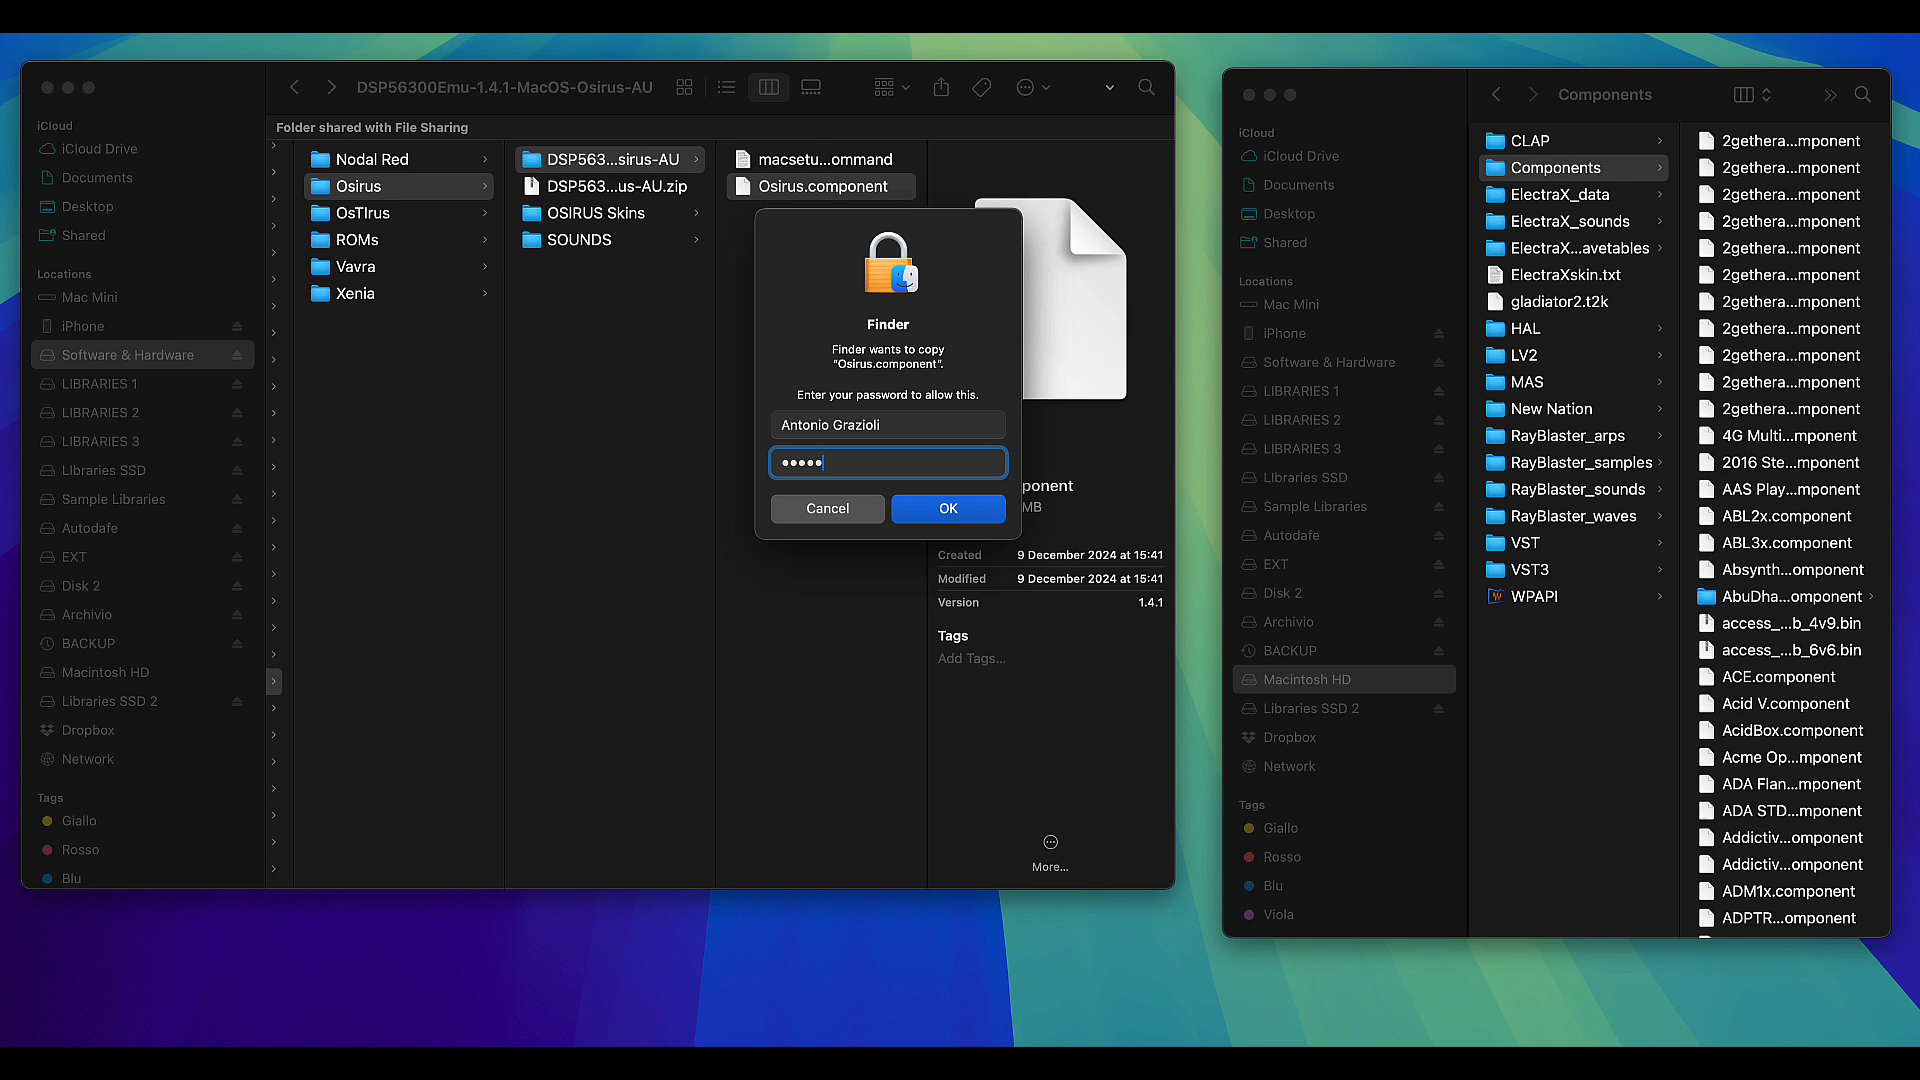 DSP56300Emu-1.4.1-MacOS-Osirus-AU
Folder shared with File Sharing
iCloud
iCloud Drive
Documents
Desktop
Shared
Locations
Mac Mini
iPhone
Software & Hardware
LIBRARIES 1
LIBRARIES 2
LIBRARIES 3
LIbraries SSD
Sample Libraries
Autodafe
EXT
Disk 2
Archivio
BACKUP
Macintosh HD
Libraries SSD 2
Dropbox
Network
Tags
Giallo
Rosso
Blu
Nodal Red
Osirus
OsTIrus
ROMs
Vavra
Xenia
DSP563...sirus-AU
DSP563...us-AU.zip
OSIRUS Skins
SOUNDS
macsetu...ommand
Osirus.component
Finder
Finder wants to copy
“Osirus.component”.
Enter your password to allow this.
Antonio Grazioli
Cancel
OK
ponent
MB
Created 9 December 2024 at 15:41
Modified 9 December 2024 at 15:41
Version 1.4.1
Tags
Add Tags...
More...
Components
iCloud
iCloud Drive
Documents
Desktop
Shared
Locations
Mac Mini
iPhone
Software & Hardware
LIBRARIES 1
LIBRARIES 2
LIBRARIES 3
LIbraries SSD
Sample Libraries
Autodafe
EXT
Disk 2
Archivio
BACKUP
Macintosh HD
Libraries SSD 2
Dropbox
Network
Tags
Giallo
Rosso
Blu
Viola
CLAP
Components
ElectraX_data
ElectraX_sounds
ElectraX...avetables
ElectraXskin.txt
gladiator2.t2k
HAL
LV2
MAS
New Nation
RayBlaster_arps
RayBlaster_samples
RayBlaster_sounds
RayBlaster_waves
VST
VST3
WPAPI
2gethera...mponent
2gethera...mponent
2gethera...mponent
2gethera...mponent
2gethera...mponent
2gethera...mponent
2gethera...mponent
2gethera...mponent
2gethera...mponent
2gethera...mponent
2gethera...mponent
4G Multi...mponent
2016 Ste...mponent
AAS Play...mponent
ABL2x.component
ABL3x.component
Absynth...omponent
AbuDha...omponent
access_...b_4v9.bin
access_...b_6v6.bin
ACE.component
Acid V.component
AcidBox.component
Acme Op...mponent
ADA Flan...mponent
ADA STD...mponent
Addictiv...omponent
Addictiv...omponent
ADM1x.component
ADPTR...omponent